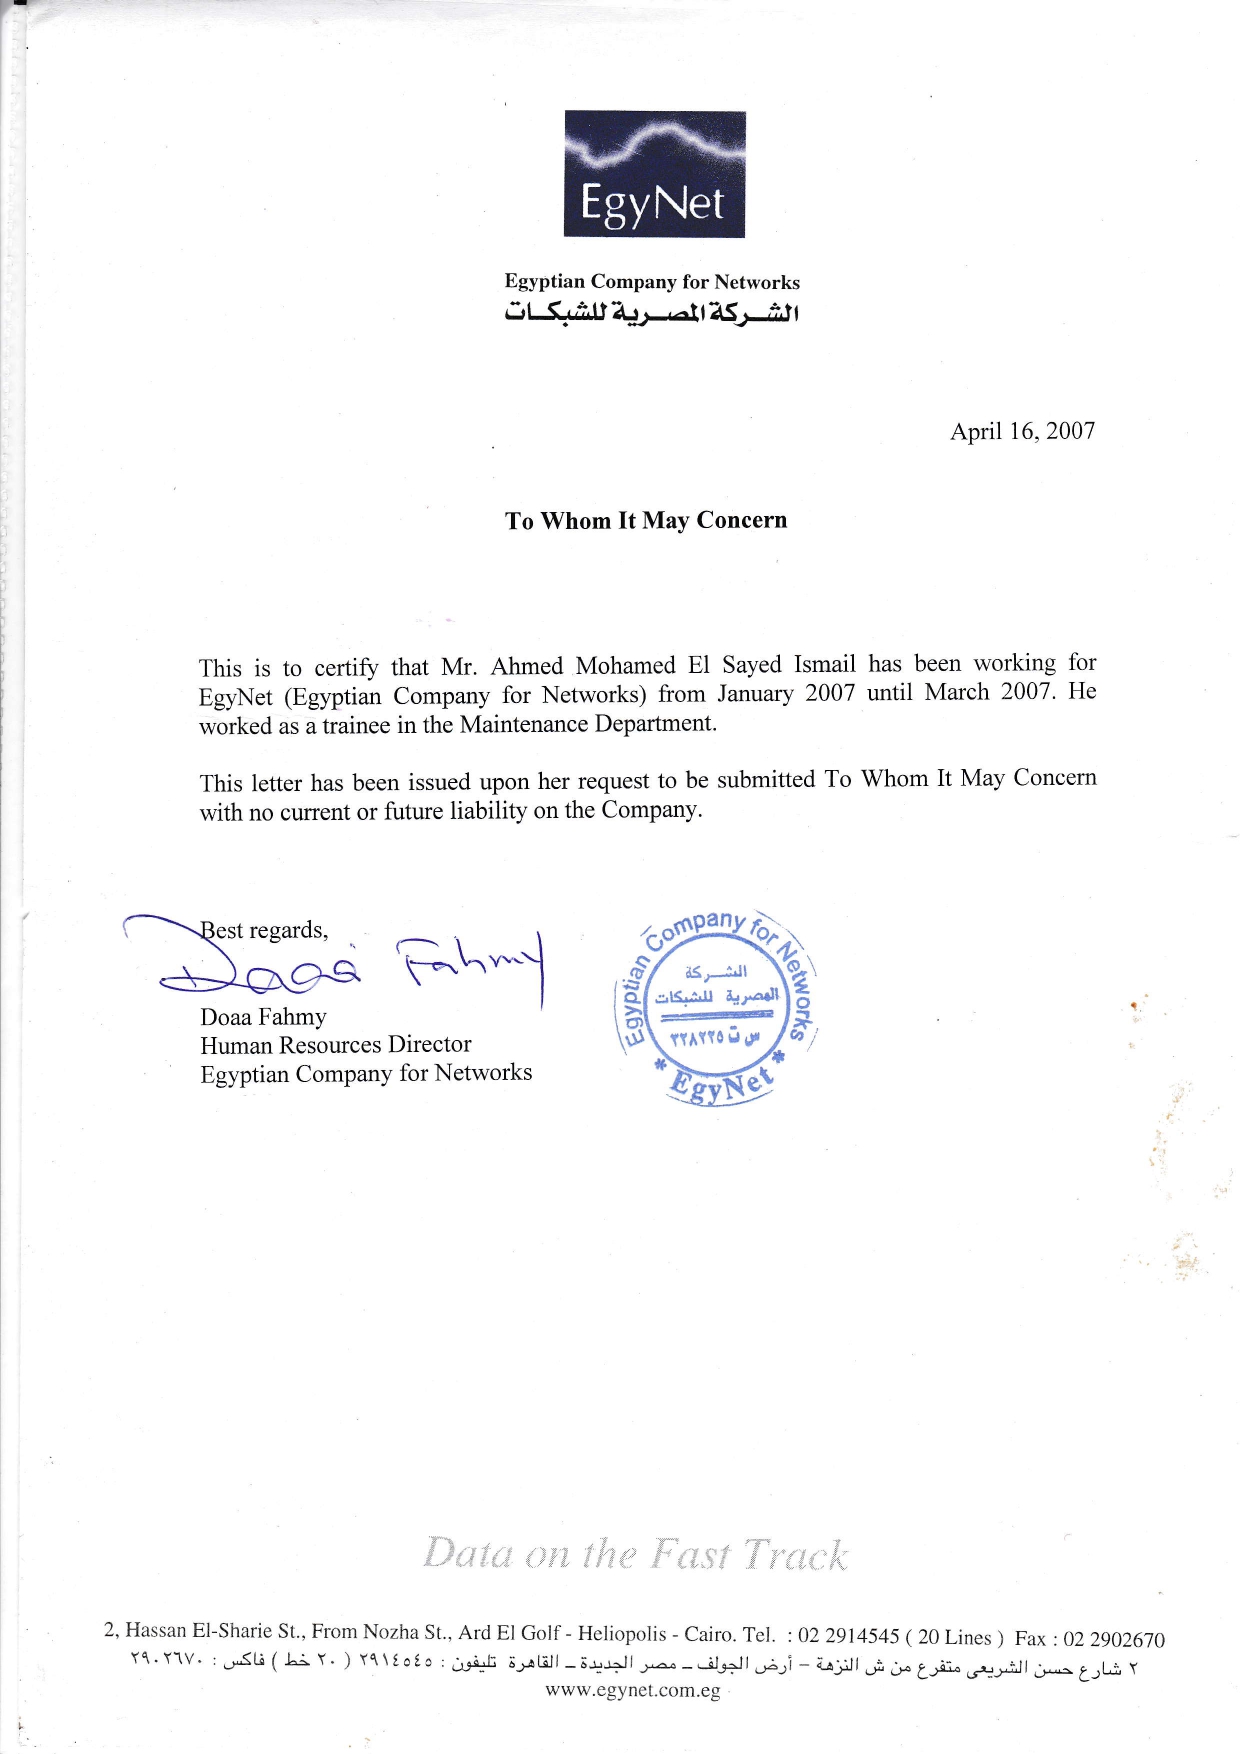 EgyNet
Egyptian Company for Networks
الشركة المصرية للشبكات
April 16, 2007
To Whom It May Concern
This is to certify that Mr. Ahmed Mohamed El Sayed Ismail has been working for
EgyNet (Egyptian Company for Networks) from January 2007 until March 2007. He
worked as a trainee in the Maintenance Department.
This letter has been issued upon her request to be submitted To Whom It May Concern
with no current or future liability on the Company.
Best regards,
Doaa Fahmy
Doaa Fahmy
Human Resources Director
Egyptian Company for Networks
Egyptian Company for Networks
الشركة
المصرية للشبكات
س ت ٣٢٨٢٢٥
* EgyNet *
Data on the Fast Track
2, Hassan El-Sharie St., From Nozha St., Ard El Golf - Heliopolis - Cairo. Tel. : 02 2914545 ( 20 Lines ) Fax : 02 2902670
٢ شارع حسن الشريعى متفرع من ش النزهة – أرض الجولف – مصر الجديدة – القاهرة تليفون : ٢٩١٤٥٤٥ ( ٢٠ خط ) فاكس : ٢٩٠٢٦٧٠
www.egynet.com.eg